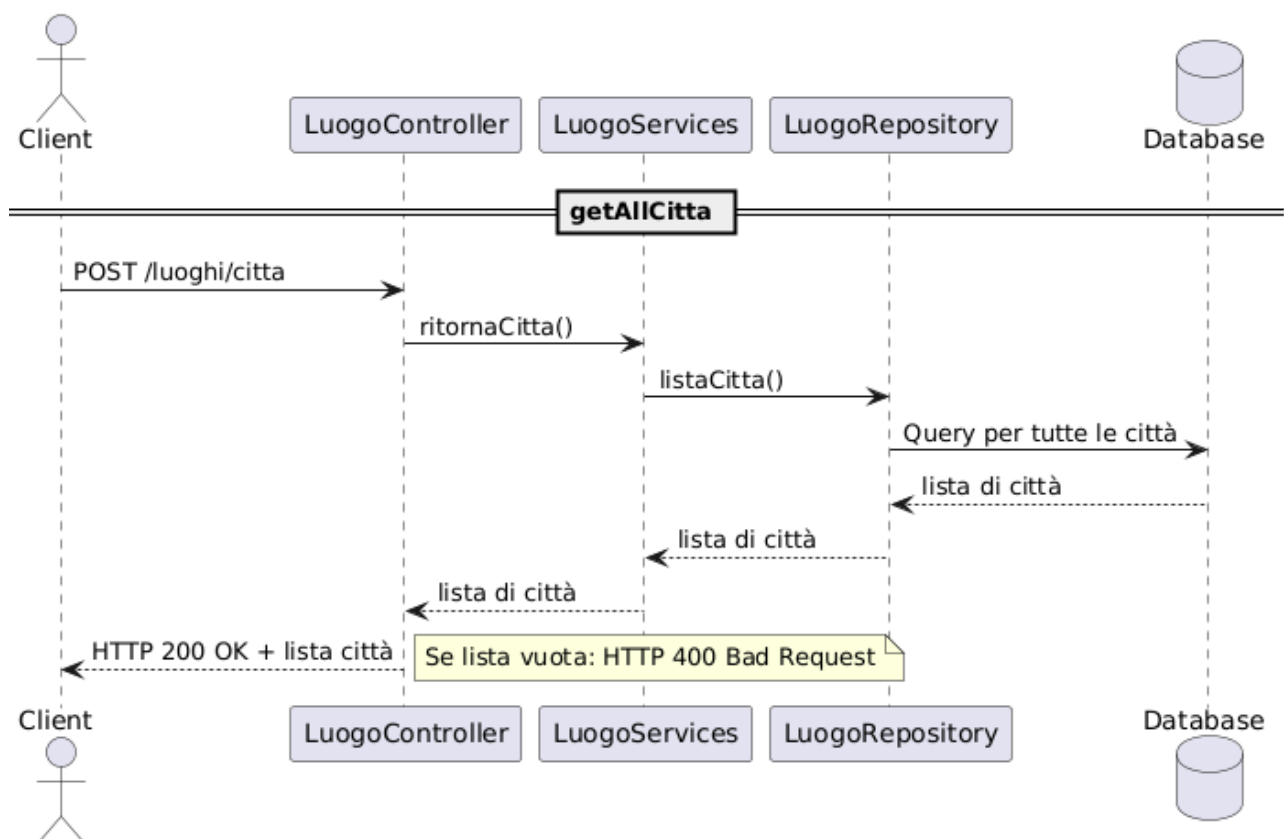 Client
LuogoController
LuogoServices
LuogoRepository
Database
getAllCitta
POST /luoghi/citta
ritornaCitta()
listaCitta()
Query per tutte le città
lista di città
lista di città
lista di città
HTTP 200 OK + lista città
Se lista vuota: HTTP 400 Bad Request
Client
LuogoController
LuogoServices
LuogoRepository
Database